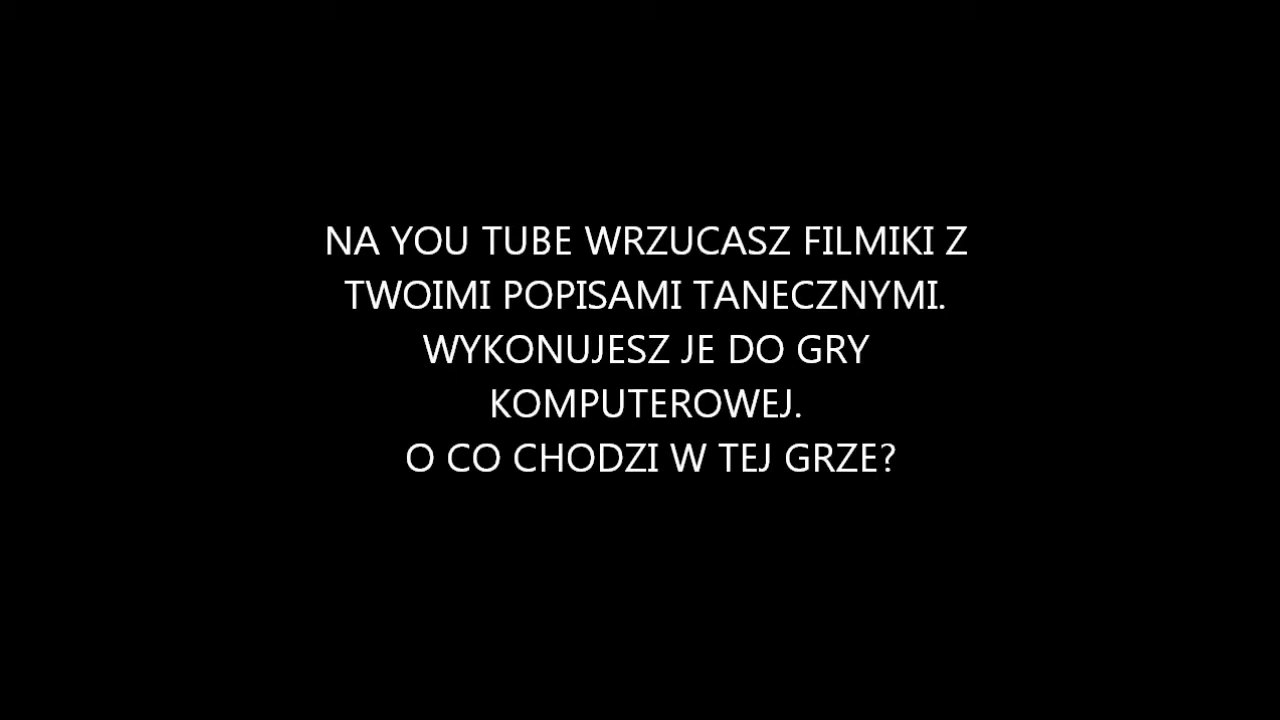 NA YOU TUBE WRZUCASZ FILMIKI Z
TWOIMI POPISAMI TANECZNYMI.
WYKONUJESZ JE DO GRY
KOMPUTEROWEJ.
O CO CHODZI W TEJ GRZE?